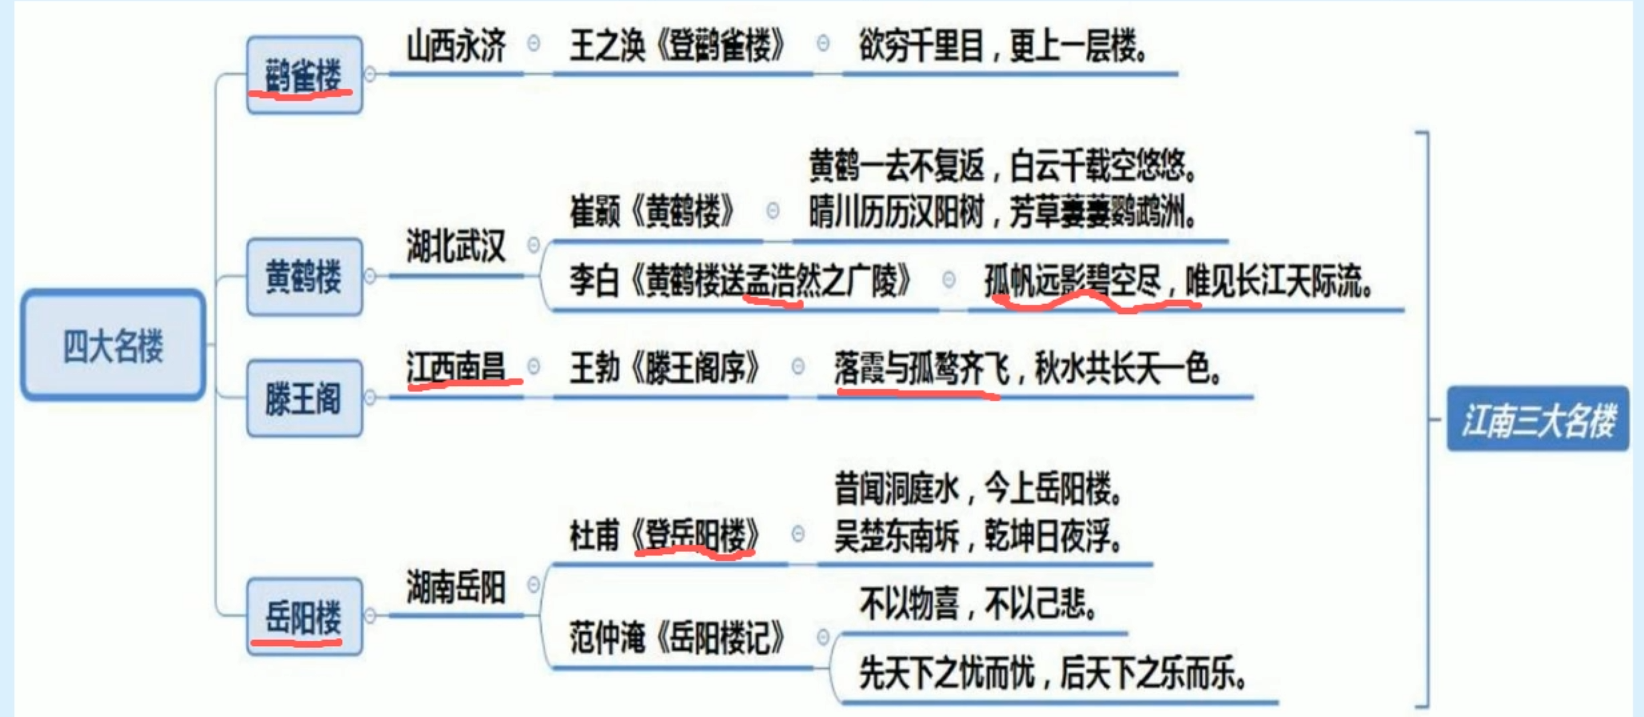 四大名楼
鹳雀楼
山西永济
王之涣《登鹳雀楼》
欲穷千里目，更上一层楼。
黄鹤楼
湖北武汉
崔颢《黄鹤楼》
黄鹤一去不复返，白云千载空悠悠。
晴川历历汉阳树，芳草萋萋鹦鹉洲。
李白《黄鹤楼送孟浩然之广陵》
孤帆远影碧空尽，唯见长江天际流。
滕王阁
江西南昌
王勃《滕王阁序》
落霞与孤鹜齐飞，秋水共长天一色。
岳阳楼
湖南岳阳
杜甫《登岳阳楼》
昔闻洞庭水，今上岳阳楼。
吴楚东南坼，乾坤日夜浮。
范仲淹《岳阳楼记》
不以物喜，不以己悲。
先天下之忧而忧，后天下之乐而乐。
江南三大名楼